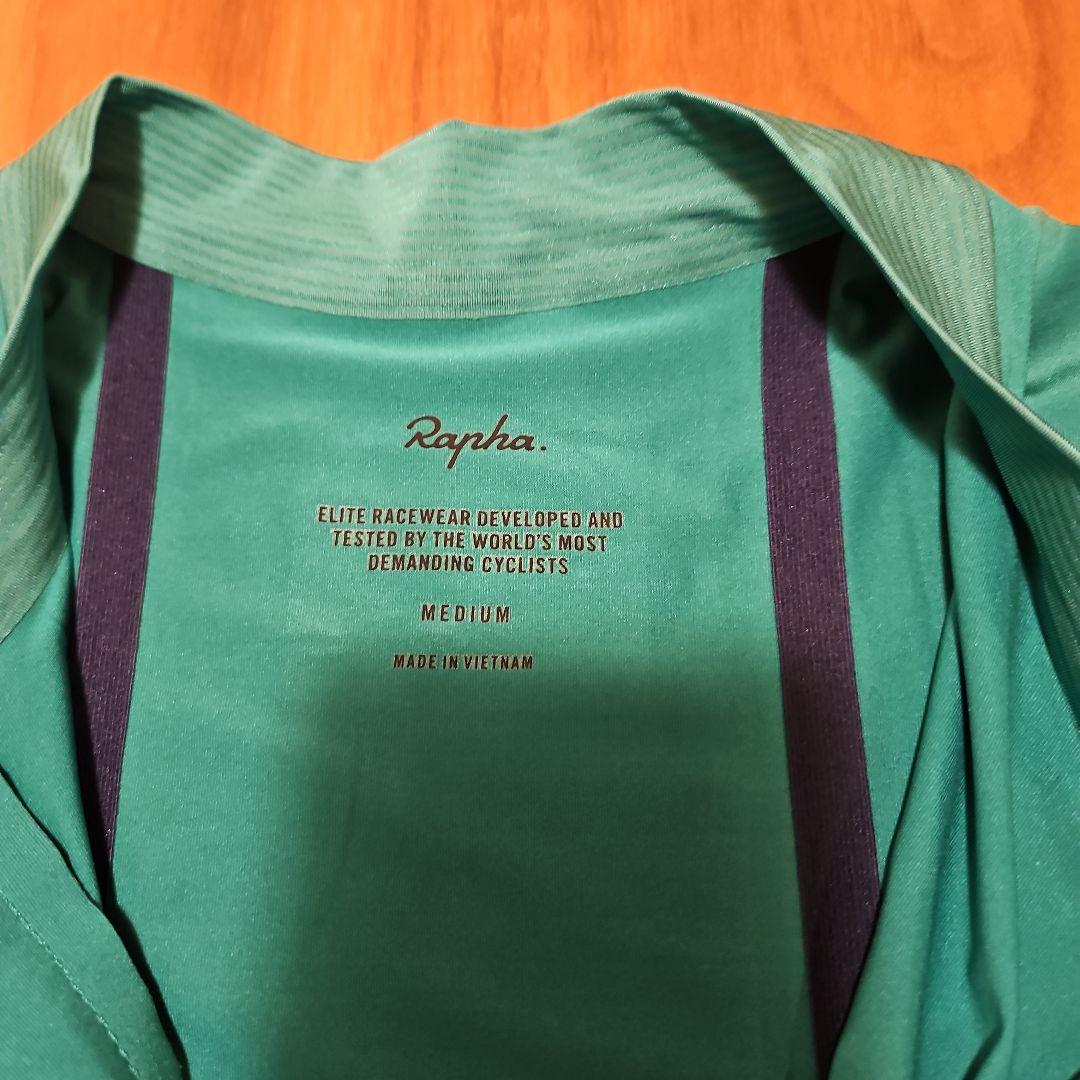 Rapha.
ELITE RACEWEAR DEVELOPED AND
TESTED BY THE WORLD'S MOST
DEMANDING CYCLISTS
MEDIUM
MADE IN VIETNAM